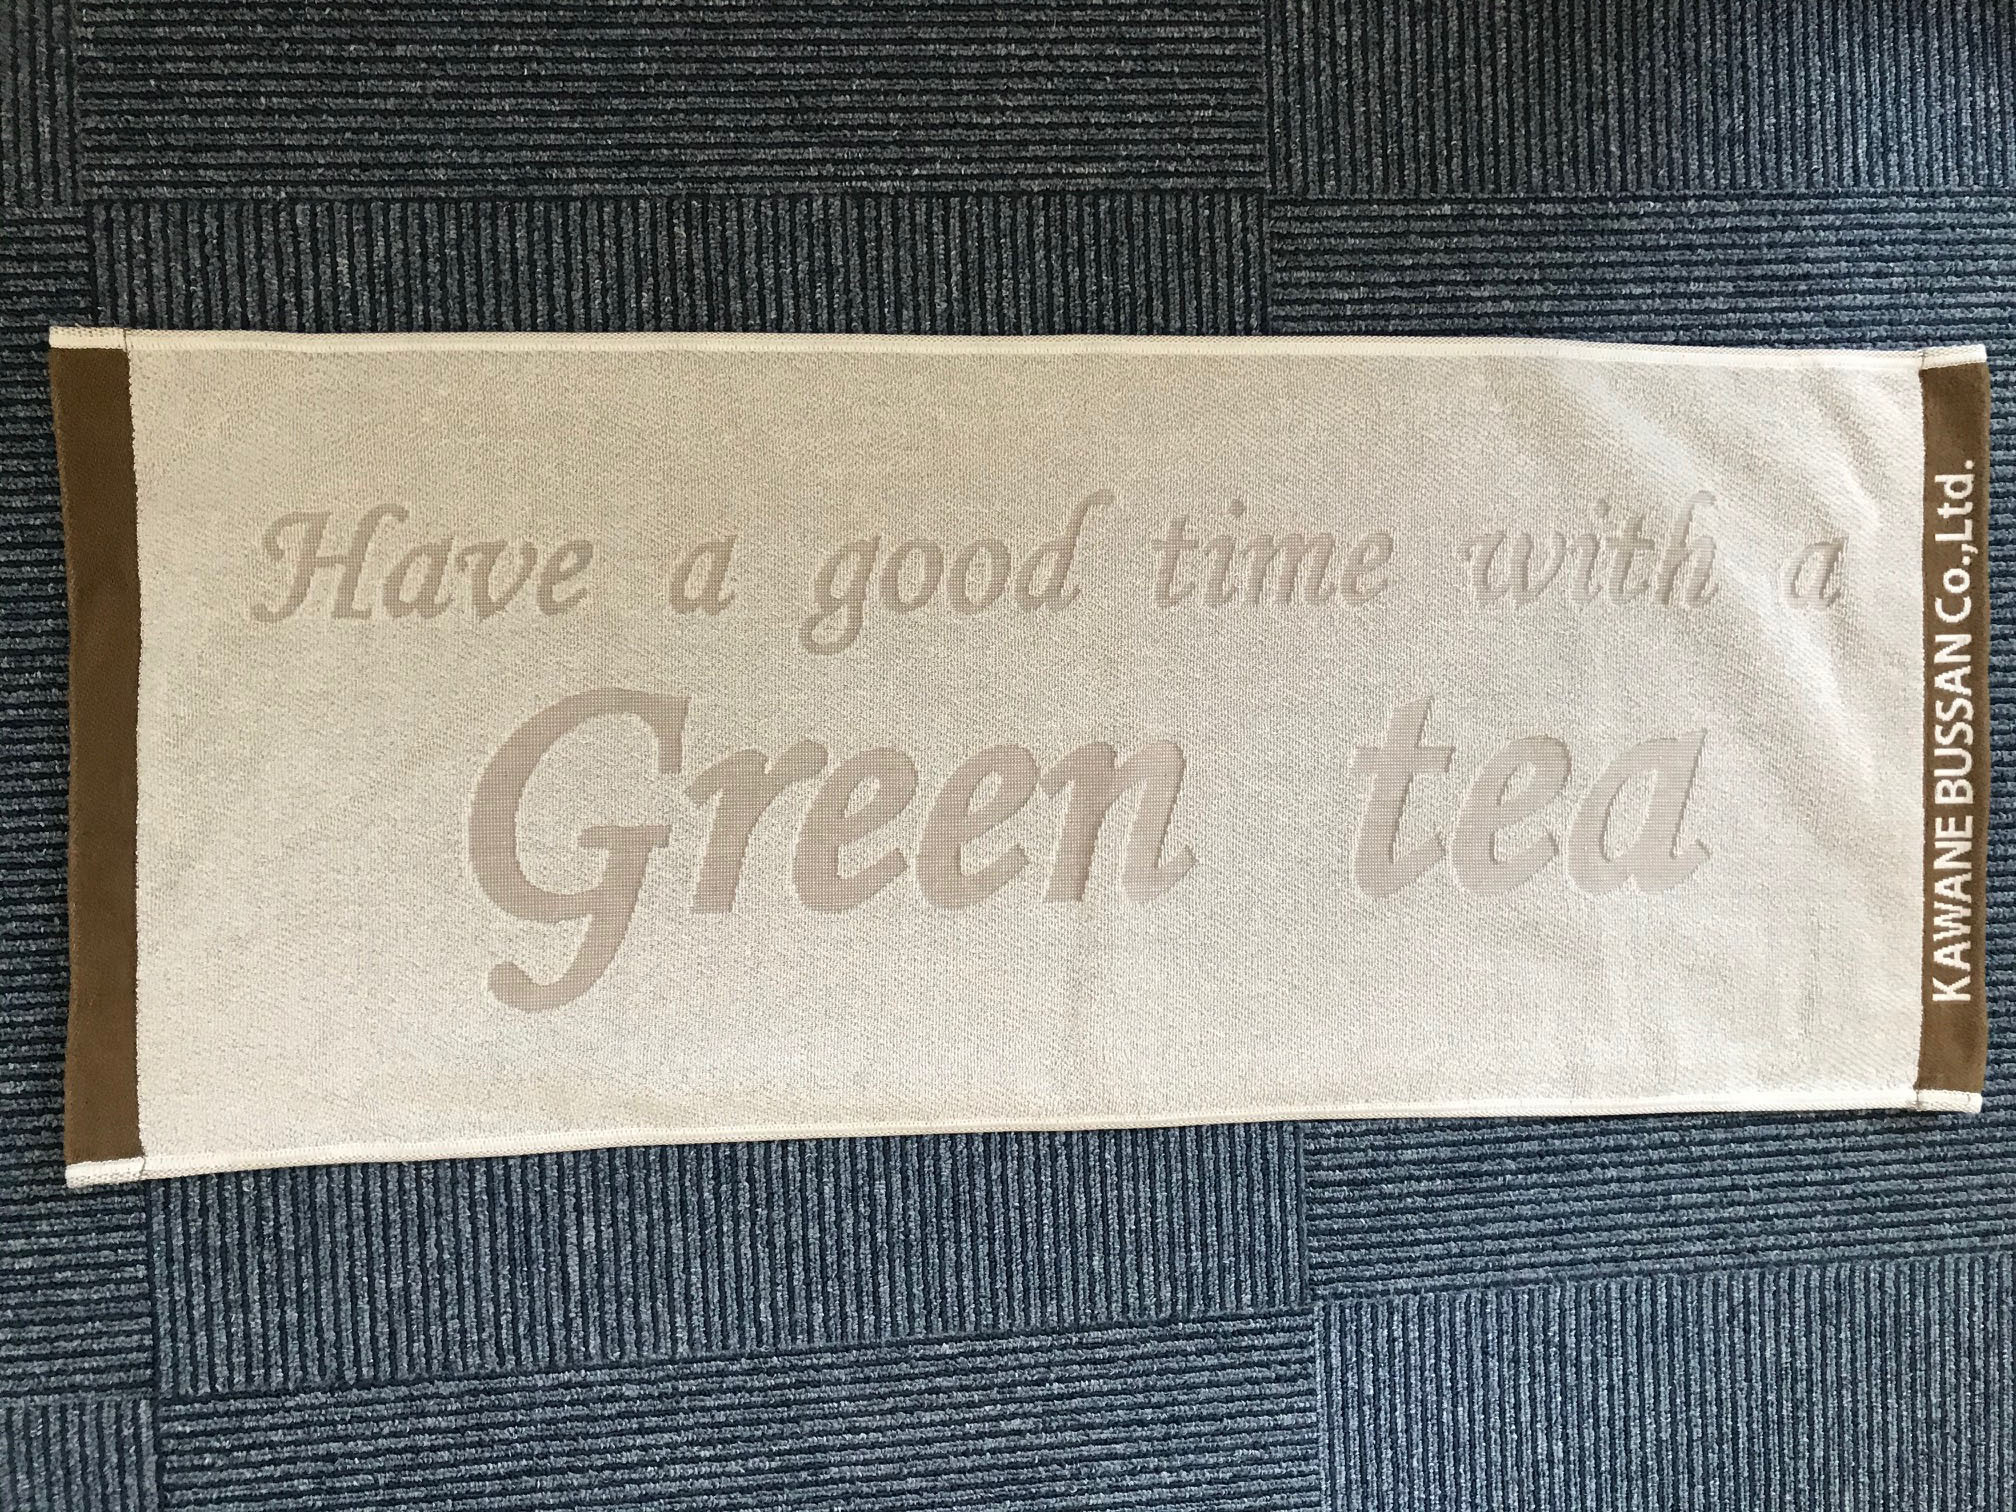 Have a good time with a
Green tea
KAWANE BUSSAN Co.,Ltd.